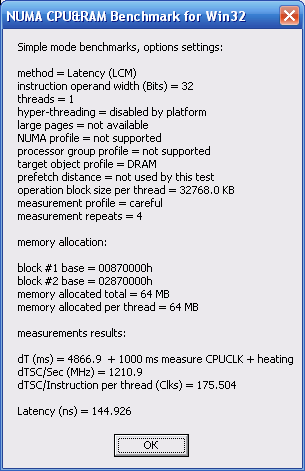 NUMA CPU&RAM Benchmark for Win32
Simple mode benchmarks, options settings:
method = Latency (LCM)
instruction operand width (Bits) = 32
threads = 1
hyper-threading = disabled by platform
large pages = not available
NUMA profile = not supported
processor group profile = not supported
target object profile = DRAM
prefetch distance = not used by this test
operation block size per thread = 32768.0 KB
measurement profile = careful
measurement repeats = 4
memory allocation:
block #1 base = 00870000h
block #2 base = 02870000h
memory allocated total = 64 MB
memory allocated per thread = 64 MB
measurements results:
dT (ms) = 4866.9 + 1000 ms measure CPUCLK + heating
dTSC/Sec (MHz) = 1210.9
dTSC/Instruction per thread (Clks) = 175.504
Latency (ns) = 144.926
OK